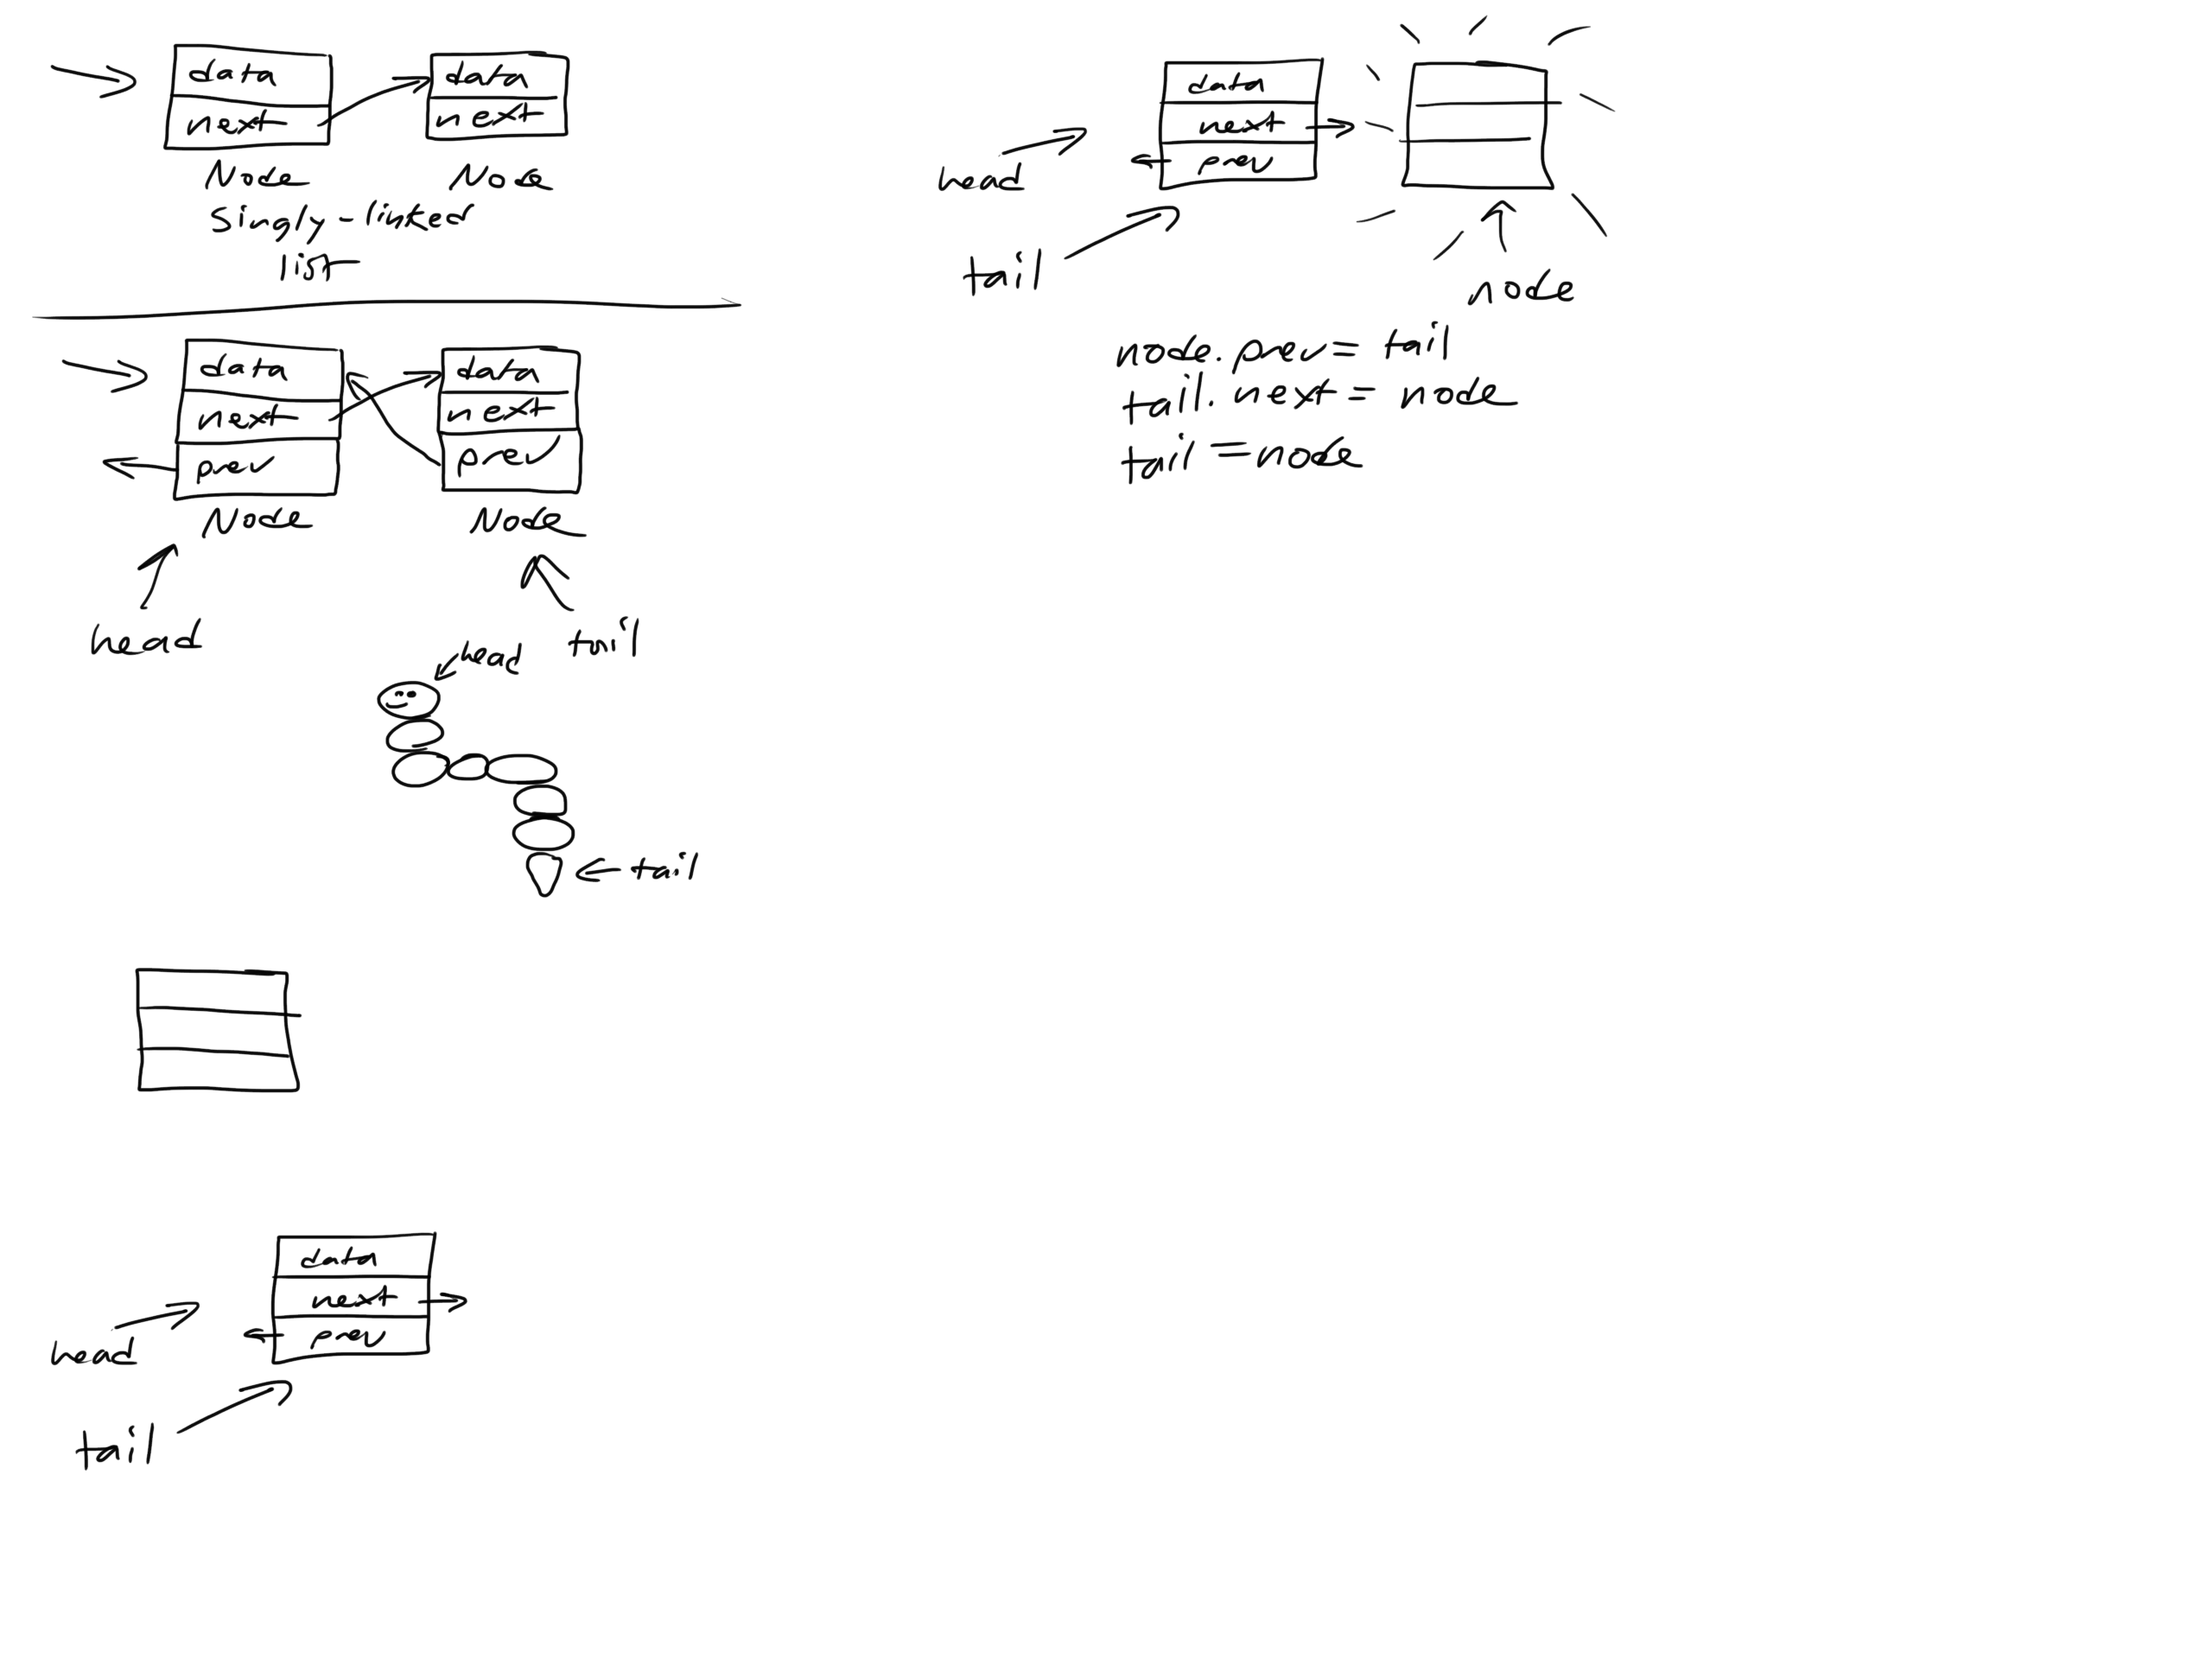 data
next
data
next
Node
Node
singly-linked
list
data
next
prev
data
next
prev
Node
Node
head
tail
head
tail
data
next
prev
head
tail
data
next
prev
head
tail
node
node.prev = tail
tail.next = node
tail = node